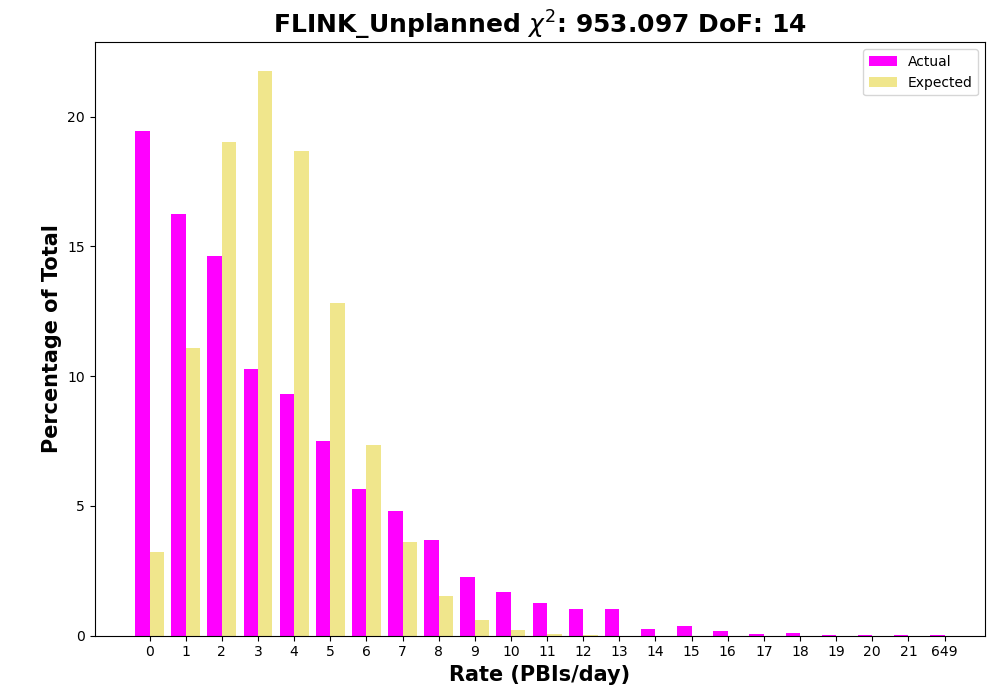 FLINK_Unplanned χ²: 953.097 DoF: 14
Actual
Expected
Percentage of Total
20
15
10
5
0
0 1 2 3 4 5 6 7 8 9 10 11 12 13 14 15 16 17 18 19 20 21 649
Rate (PBIs/day)